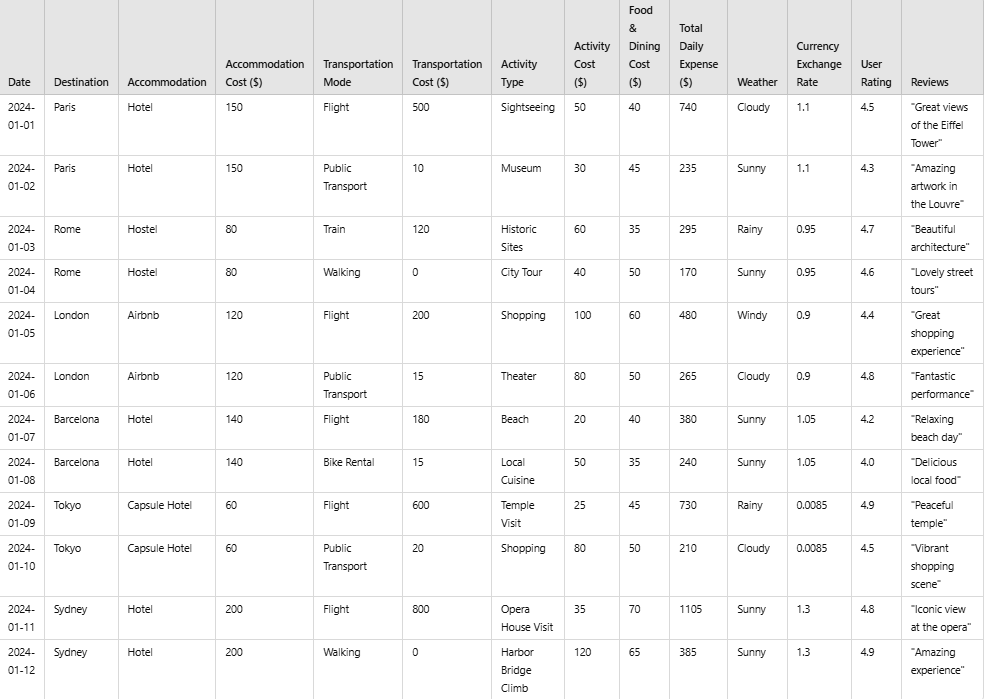 Date Destination Accommodation Accommodation Cost ($) Transportation Mode Transportation Cost ($) Activity Type Activity Cost ($) Food & Dining Cost ($) Total Daily Expense ($) Weather Currency Exchange Rate User Rating Reviews
2024-01-01 Paris Hotel 150 Flight 500 Sightseeing 50 40 740 Cloudy 1.1 4.5 "Great views of the Eiffel Tower"
2024-01-02 Paris Hotel 150 Public Transport 10 Museum 30 45 235 Sunny 1.1 4.3 "Amazing artwork in the Louvre"
2024-01-03 Rome Hostel 80 Train 120 Historic Sites 60 35 295 Rainy 0.95 4.7 "Beautiful architecture"
2024-01-04 Rome Hostel 80 Walking 0 City Tour 40 50 170 Sunny 0.95 4.6 "Lovely street tours"
2024-01-05 London Airbnb 120 Flight 200 Shopping 100 60 480 Windy 0.9 4.4 "Great shopping experience"
2024-01-06 London Airbnb 120 Public Transport 15 Theater 80 50 265 Cloudy 0.9 4.8 "Fantastic performance"
2024-01-07 Barcelona Hotel 140 Flight 180 Beach 20 40 380 Sunny 1.05 4.2 "Relaxing beach day"
2024-01-08 Barcelona Hotel 140 Bike Rental 15 Local Cuisine 50 35 240 Sunny 1.05 4.0 "Delicious local food"
2024-01-09 Tokyo Capsule Hotel 60 Flight 600 Temple Visit 25 45 730 Rainy 0.0085 4.9 "Peaceful temple"
2024-01-10 Tokyo Capsule Hotel 60 Public Transport 20 Shopping 80 50 210 Cloudy 0.0085 4.5 "Vibrant shopping scene"
2024-01-11 Sydney Hotel 200 Flight 800 Opera House Visit 35 70 1105 Sunny 1.3 4.8 "Iconic view at the opera"
2024-01-12 Sydney Hotel 200 Walking 0 Harbor Bridge Climb 120 65 385 Sunny 1.3 4.9 "Amazing experience"